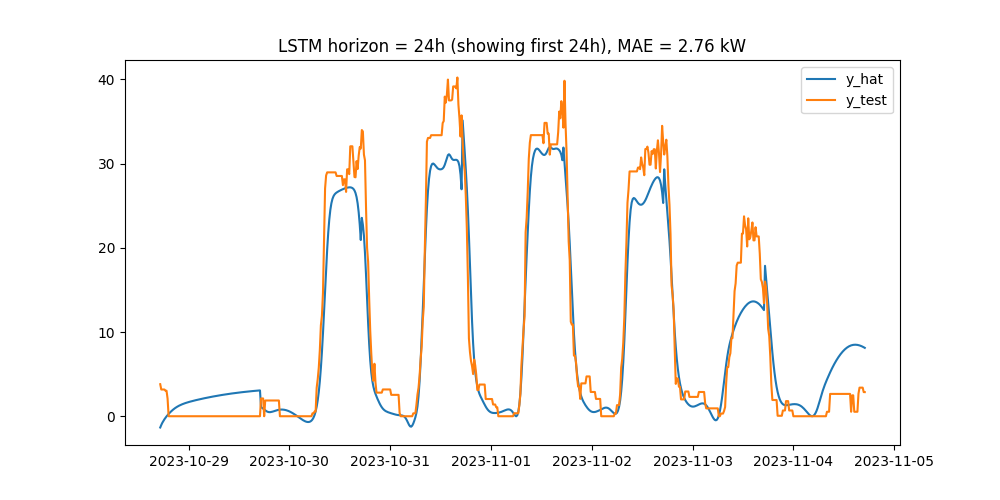 LSTM horizon = 24h (showing first 24h), MAE = 2.76 kW
y_hat
y_test
40
30
20
10
0
2023-10-29 2023-10-30 2023-10-31 2023-11-01 2023-11-02 2023-11-03 2023-11-04 2023-11-05